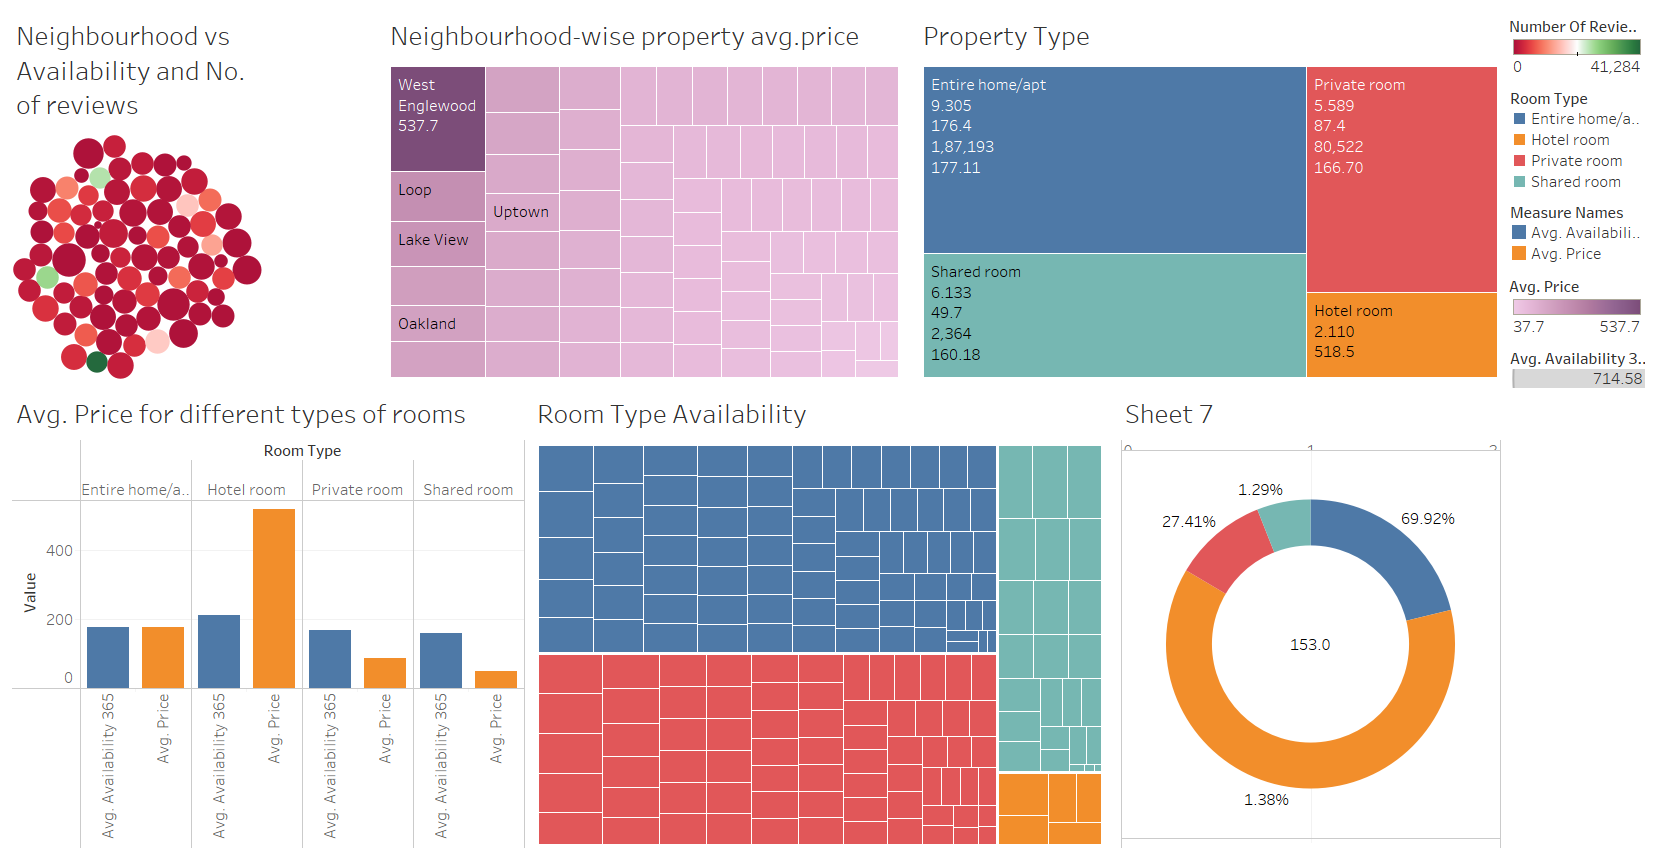 Neighbourhood vs
Availability and No.
of reviews
Neighbourhood-wise property avg.price
West
Englewood
537.7
Loop
Lake View
Oakland
Uptown
Property Type
Entire home/apt
9.305
176.4
1,87,193
177.11
Private room
5.589
87.4
80,522
166.70
Shared room
6.133
49.7
2,364
160.18
Hotel room
2.110
518.5
Number Of Revie..
0 41,284
Room Type
Entire home/a..
Hotel room
Private room
Shared room
Measure Names
Avg. Availabili..
Avg. Price
Avg. Price
37.7 537.7
Avg. Availability 3..
714.58
Avg. Price for different types of rooms
Room Type
Entire home/a.. Hotel room Private room Shared room
Value
400
200
0
Avg. Availability 365
Avg. Price
Avg. Availability 365
Avg. Price
Avg. Availability 365
Avg. Price
Avg. Availability 365
Avg. Price
Room Type Availability
Sheet 7
0 1 2
1.29%
27.41%
69.92%
153.0
1.38%